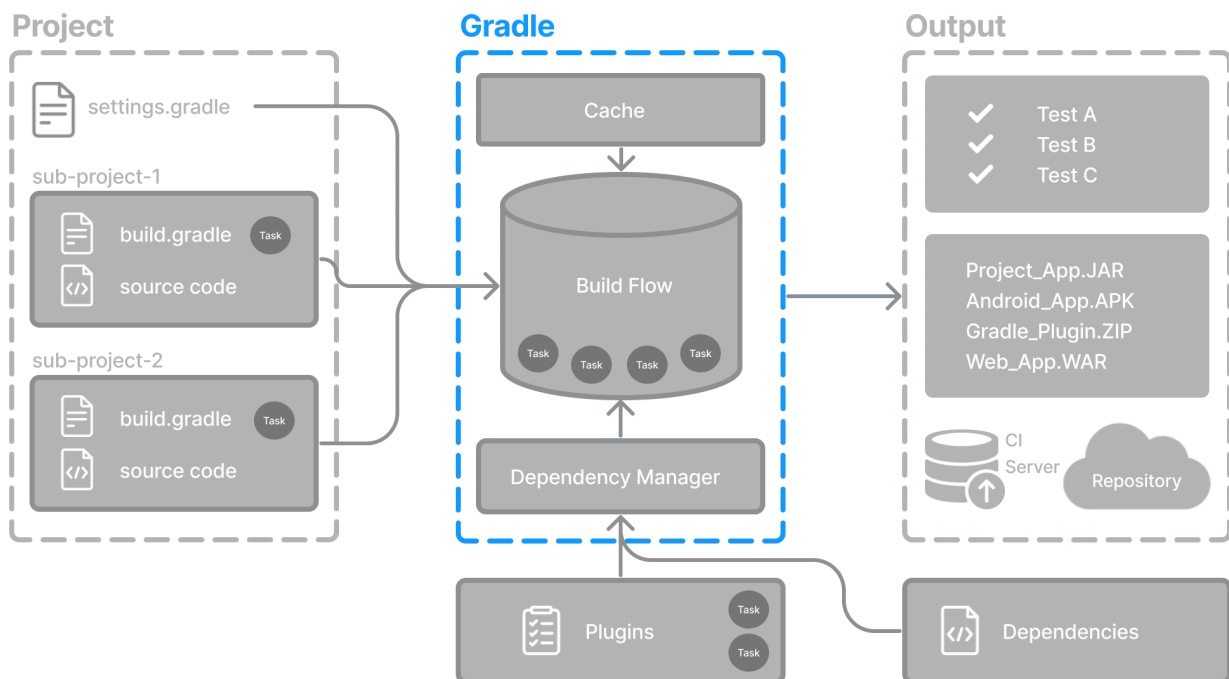 Project
settings.gradle
sub-project-1
build.gradle
Task
source code
sub-project-2
build.gradle
Task
source code
Gradle
Cache
Build Flow
Task
Task
Task
Task
Dependency Manager
Plugins
Task
Task
Output
Test A
Test B
Test C
Project_App.JAR
Android_App.APK
Gradle_Plugin.ZIP
Web_App.WAR
CI
Server
Repository
Dependencies